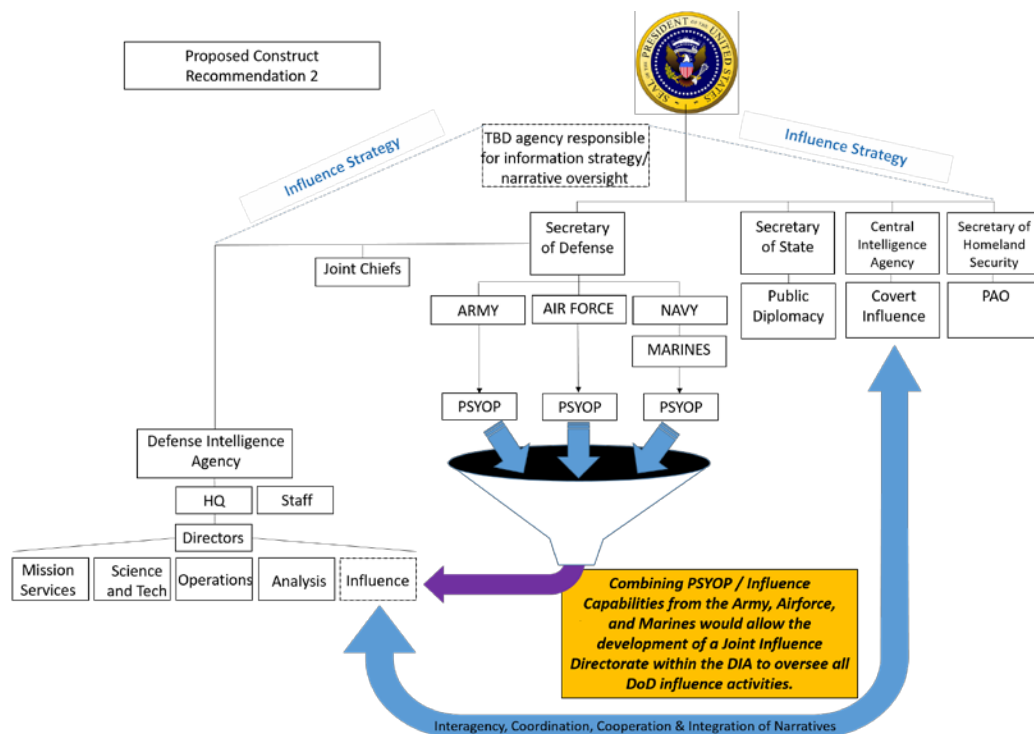 Proposed Construct
Recommendation 2
SEAL OF THE PRESIDENT OF THE UNITED STATES
Influence Strategy
TBD agency responsible
for information strategy/
narrative oversight
Influence Strategy
Secretary
of Defense
Secretary
of State
Central
Intelligence
Agency
Secretary of
Homeland
Security
Joint Chiefs
ARMY
AIR FORCE
NAVY
Public
Diplomacy
Covert
Influence
PAO
MARINES
PSYOP
PSYOP
PSYOP
Defense Intelligence
Agency
HQ
Staff
Directors
Mission
Services
Science
and Tech
Operations
Analysis
Influence
Combining PSYOP / Influence
Capabilities from the Army, Airforce,
and Marines would allow the
development of a Joint Influence
Directorate within the DIA to oversee all
DoD influence activities.
Interagency, Coordination, Cooperation & Integration of Narratives